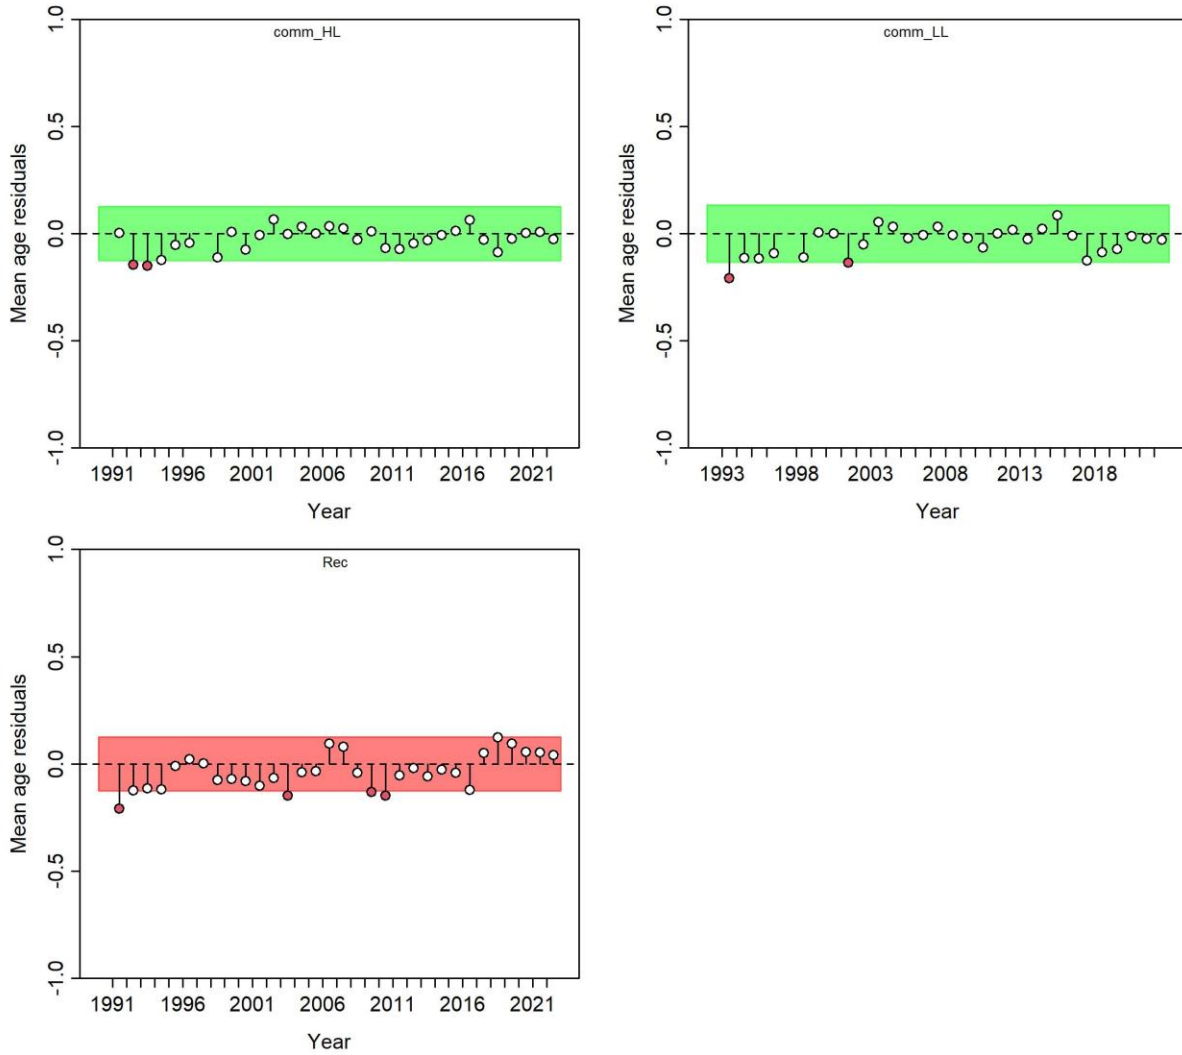 comm_HL
Mean age residuals
1.0
0.5
0.0
-0.5
-1.0
1991 1996 2001 2006 2011 2016 2021
Year
comm_LL
Mean age residuals
1.0
0.5
0.0
-0.5
-1.0
1993 1998 2003 2008 2013 2018
Year
Rec
Mean age residuals
1.0
0.5
0.0
-0.5
-1.0
1991 1996 2001 2006 2011 2016 2021
Year